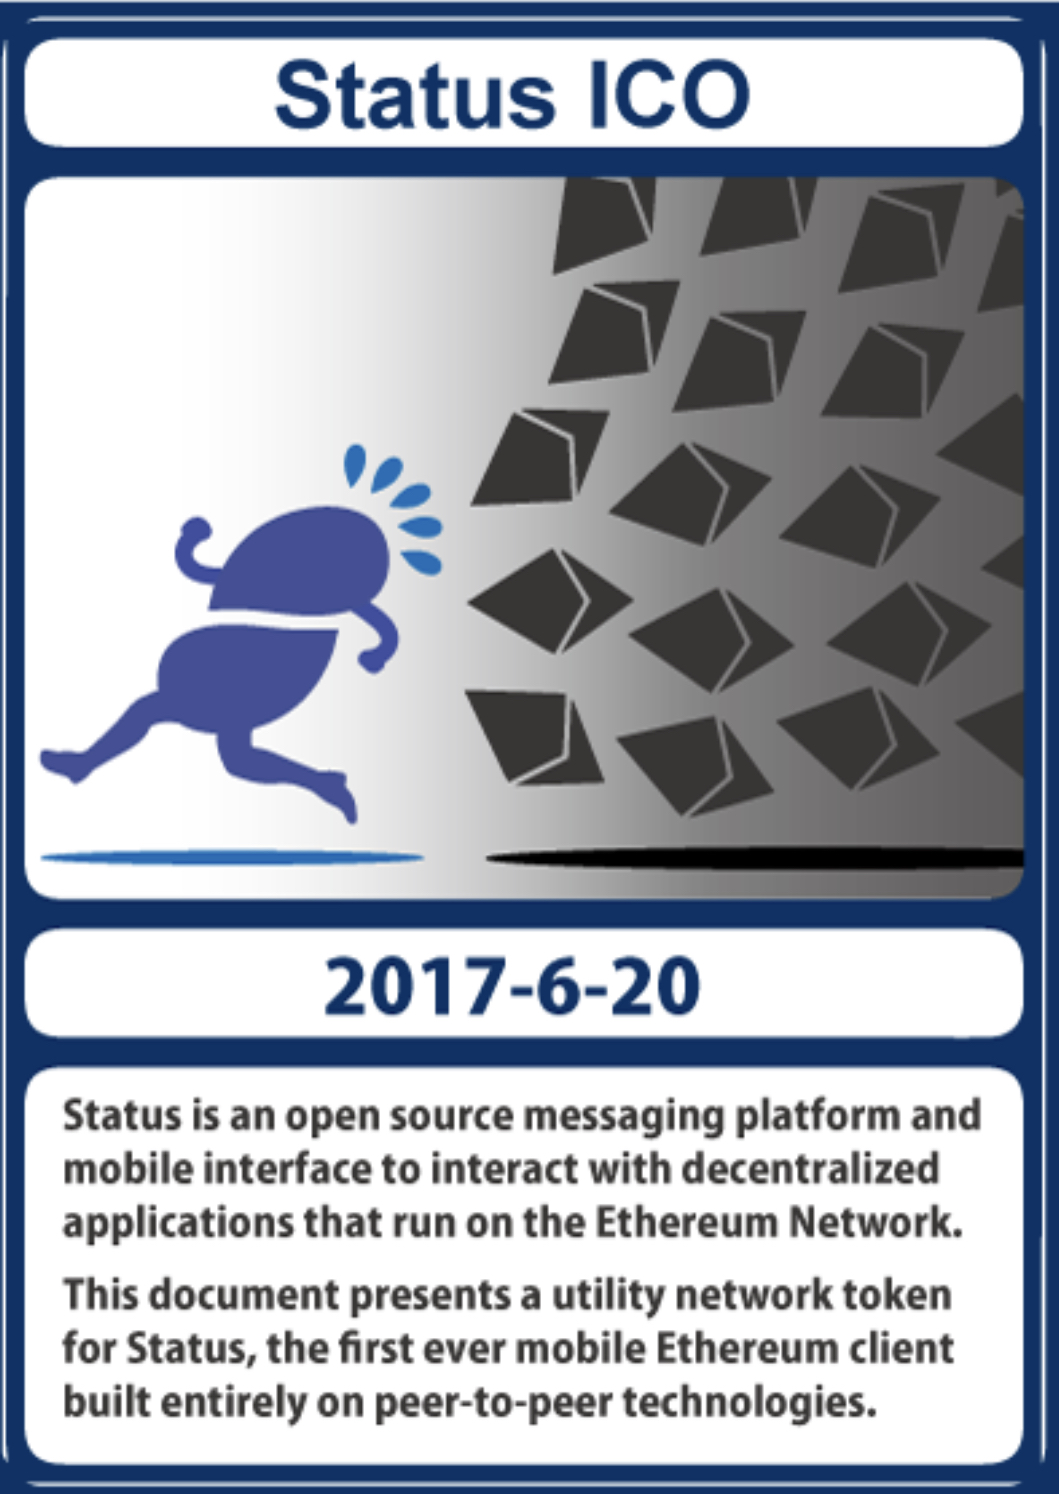 Status ICO
2017-6-20
Status is an open source messaging platform and
mobile interface to interact with decentralized
applications that run on the Ethereum Network.
This document presents a utility network token
for Status, the first ever mobile Ethereum client
built entirely on peer-to-peer technologies.